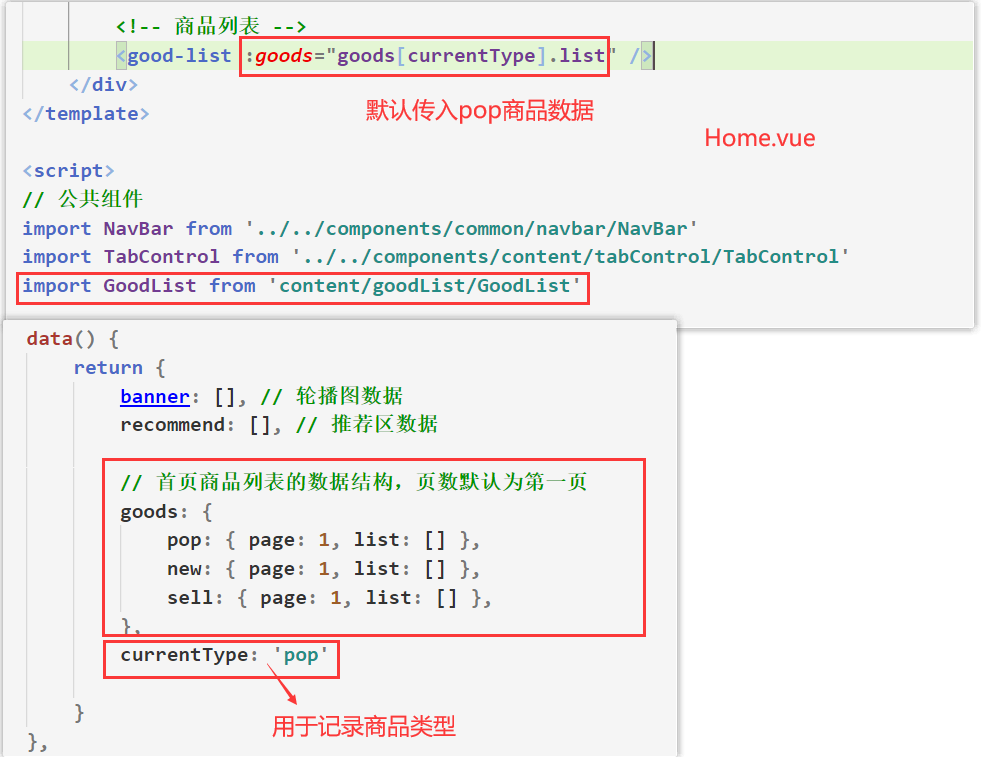 <!-- 商品列表 -->
<good-list :goods="goods[currentType].list" />
</div>
默认传入pop商品数据
</template>
Home.vue
<script>
// 公共组件
import NavBar from '../../components/common/navbar/NavBar'
import TabControl from '../../components/content/tabControl/TabControl'
import GoodList from 'content/goodList/GoodList'
data() {
return {
banner: [], // 轮播图数据
recommend: [], // 推荐区数据
// 首页商品列表的数据结构，页数默认为第一页
goods: {
pop: { page: 1, list: [] },
new: { page: 1, list: [] },
sell: { page: 1, list: [] },
},
currentType: 'pop'
}
用于记录商品类型
},